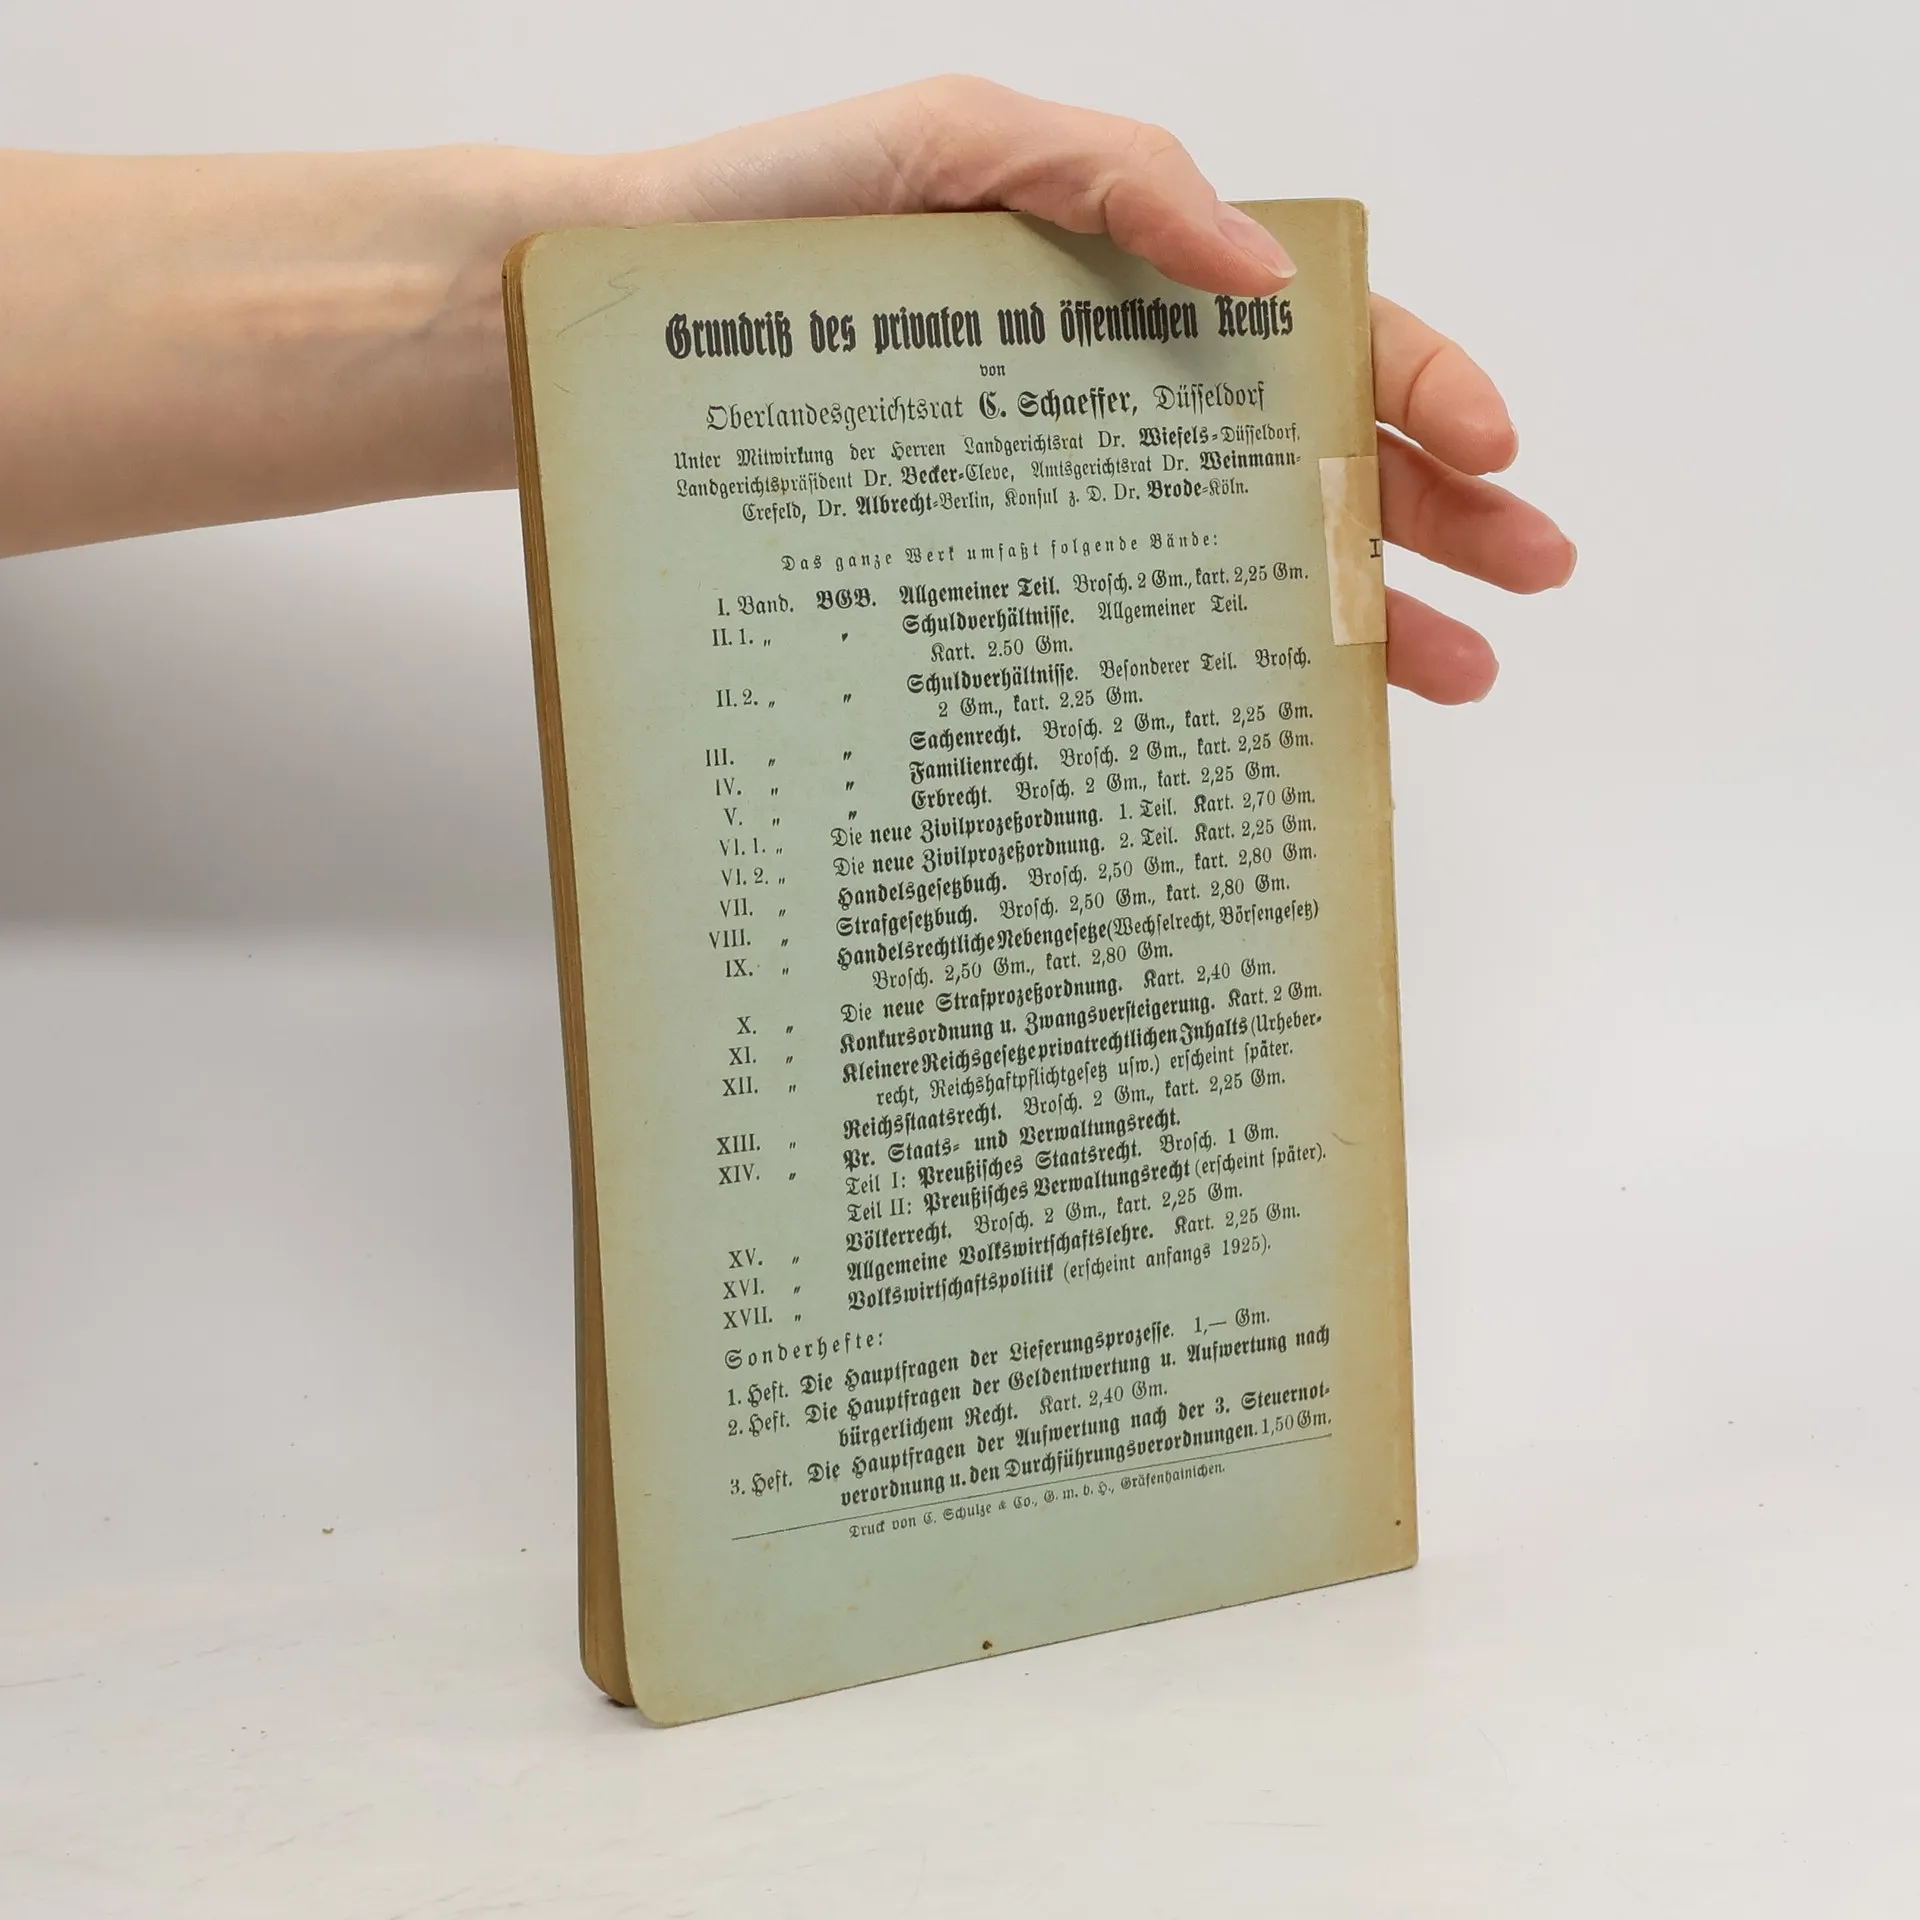 Grundriß des privaten und öffentlichen Rechts
von
Oberlandesgerichtsrat C. Schaeffer, Düsseldorf
Unter Mitwirkung der Herren Landgerichtsrat Dr. Wiefels-Düsseldorf,
Landgerichtspräsident Dr. Becker-Cleve, Amtsgerichtsrat Dr. Weinmann-
Crefeld, Dr. Albrecht-Berlin, Konsul z. D. Dr. Brode-Köln.
Das ganze Werk umfaßt folgende Bände:
I. Band. BGB. Allgemeiner Teil. Brosch. 2 Gm., kart. 2,25 Gm.
II. 1. „ „ Schuldverhältnisse. Allgemeiner Teil.
Kart. 2.50 Gm.
II. 2. „ „ Schuldverhältnisse. Besonderer Teil. Brosch.
2 Gm., kart. 2.25 Gm.
III. „ „ Sachenrecht. Brosch. 2 Gm., kart. 2,25 Gm.
IV. „ „ Familienrecht. Brosch. 2 Gm., kart. 2,25 Gm.
V. „ „ Erbrecht. Brosch. 2 Gm., kart. 2,25 Gm.
VI. 1. „ Die neue Zivilprozeßordnung. 1. Teil. Kart. 2,70 Gm.
VI. 2. „ Die neue Zivilprozeßordnung. 2. Teil. Kart. 2,25 Gm.
VII. „ Handelsgesetzbuch. Brosch. 2,50 Gm., kart. 2,80 Gm.
VIII. „ Strafgesetzbuch. Brosch. 2,50 Gm., kart. 2,80 Gm.
IX. „ Handelsrechtliche Nebengesetze (Wechselrecht, Börsengesetz)
Brosch. 2,50 Gm., kart. 2,80 Gm.
X. „ Die neue Strafprozeßordnung. Kart. 2,40 Gm.
XI. „ Konkursordnung u. Zwangsversteigerung. Kart. 2 Gm.
XII. „ Kleinere Reichsgesetze privatrechtlichen Inhalts (Urheber-
recht, Reichshaftpflichtgesetz usw.) erscheint später.
XIII. „ Reichsstaatsrecht. Brosch. 2 Gm., kart. 2,25 Gm.
XIV. „ Pr. Staats- und Verwaltungsrecht.
Teil I: Preußisches Staatsrecht. Brosch. 1 Gm.
Teil II: Preußisches Verwaltungsrecht (erscheint später).
XV. „ Völkerrecht. Brosch. 2 Gm., kart. 2,25 Gm.
XVI. „ Allgemeine Volkswirtschaftslehre. Kart. 2,25 Gm.
XVII. „ Volkswirtschaftspolitik (erscheint anfangs 1925).
Sonderhefte:
1. Heft. Die Hauptfragen der Lieferungsprozesse. 1,— Gm.
2. Heft. Die Hauptfragen der Geldentwertung u. Aufwertung nach
bürgerlichem Recht. Kart. 2,40 Gm.
3. Heft. Die Hauptfragen der Aufwertung nach der 3. Steuernot-
verordnung u. den Durchführungsverordnungen. 1,50 Gm.
Druck von C. Schulze & Co., G. m. b. H., Gräfenhainichen.
I